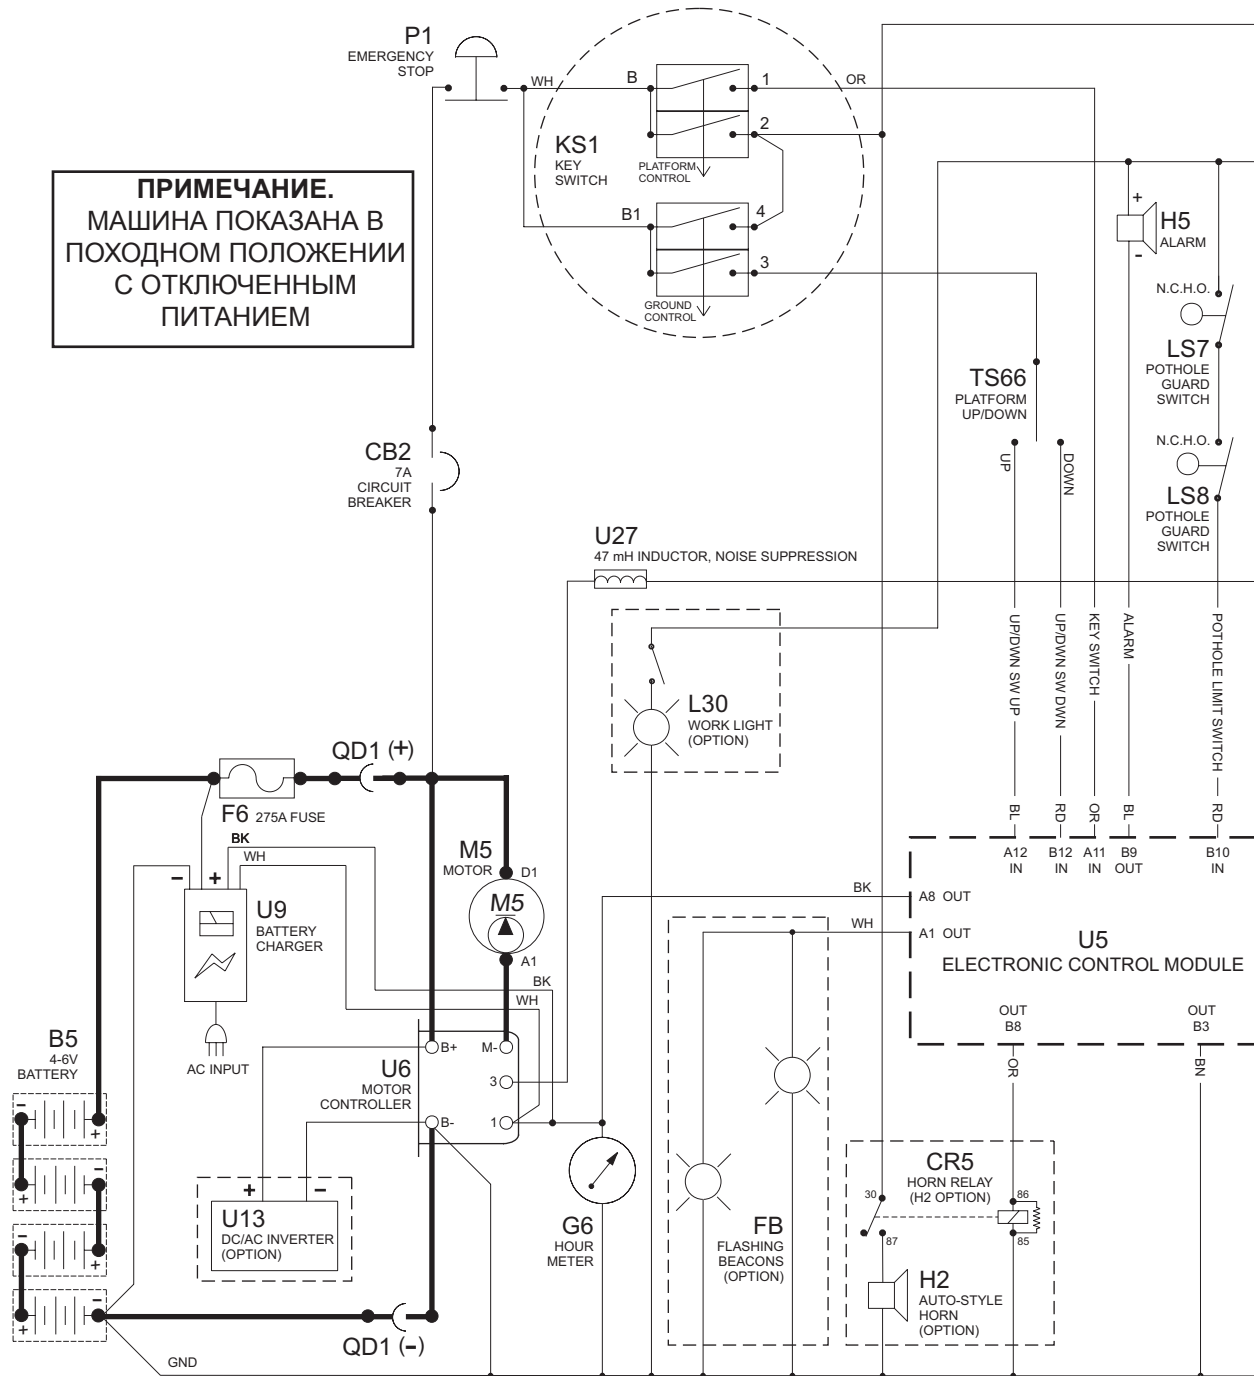 P1
EMERGENCY
STOP
WH
B
1
OR
2
KS1
KEY
SWITCH
PLATFORM
CONTROL
B1
4
3
GROUND
CONTROL
ПРИМЕЧАНИЕ.
МАШИНА ПОКАЗАНА В
ПОХОДНОМ ПОЛОЖЕНИИ
С ОТКЛЮЧЕННЫМ
ПИТАНИЕМ
+
H5
ALARM
-
N.C.H.O.
LS7
POTHOLE
GUARD
SWITCH
TS66
PLATFORM
UP/DOWN
UP
DOWN
N.C.H.O.
LS8
POTHOLE
GUARD
SWITCH
CB2
7A
CIRCUIT
BREAKER
U27
47 mH INDUCTOR, NOISE SUPPRESSION
UP/DWN SW UP
UP/DWN SW DWN
KEY SWITCH
ALARM
POTHOLE LIMIT SWITCH
L30
WORK LIGHT
(OPTION)
QD1 (+)
F6 275A FUSE
BL
RD
OR
BL
RD
A12
IN
B12
IN
A11
IN
B9
OUT
B10
IN
BK
WH
M5
MOTOR
D1
M5
A1
-
+
U9
BATTERY
CHARGER
BK
A8 OUT
WH
A1 OUT
U5
ELECTRONIC CONTROL MODULE
OUT
B8
OUT
B3
BK
WH
AC INPUT
B5
4-6V
BATTERY
U6
MOTOR
CONTROLLER
B+
M-
3
B-
1
OR
BN
-
+
-
+
-
+
-
+
+
-
U13
DC/AC INVERTER
(OPTION)
G6
HOUR
METER
FB
FLASHING
BEACONS
(OPTION)
CR5
HORN RELAY
(H2 OPTION)
30
86
87
85
H2
AUTO-STYLE
HORN
(OPTION)
QD1 (-)
GND